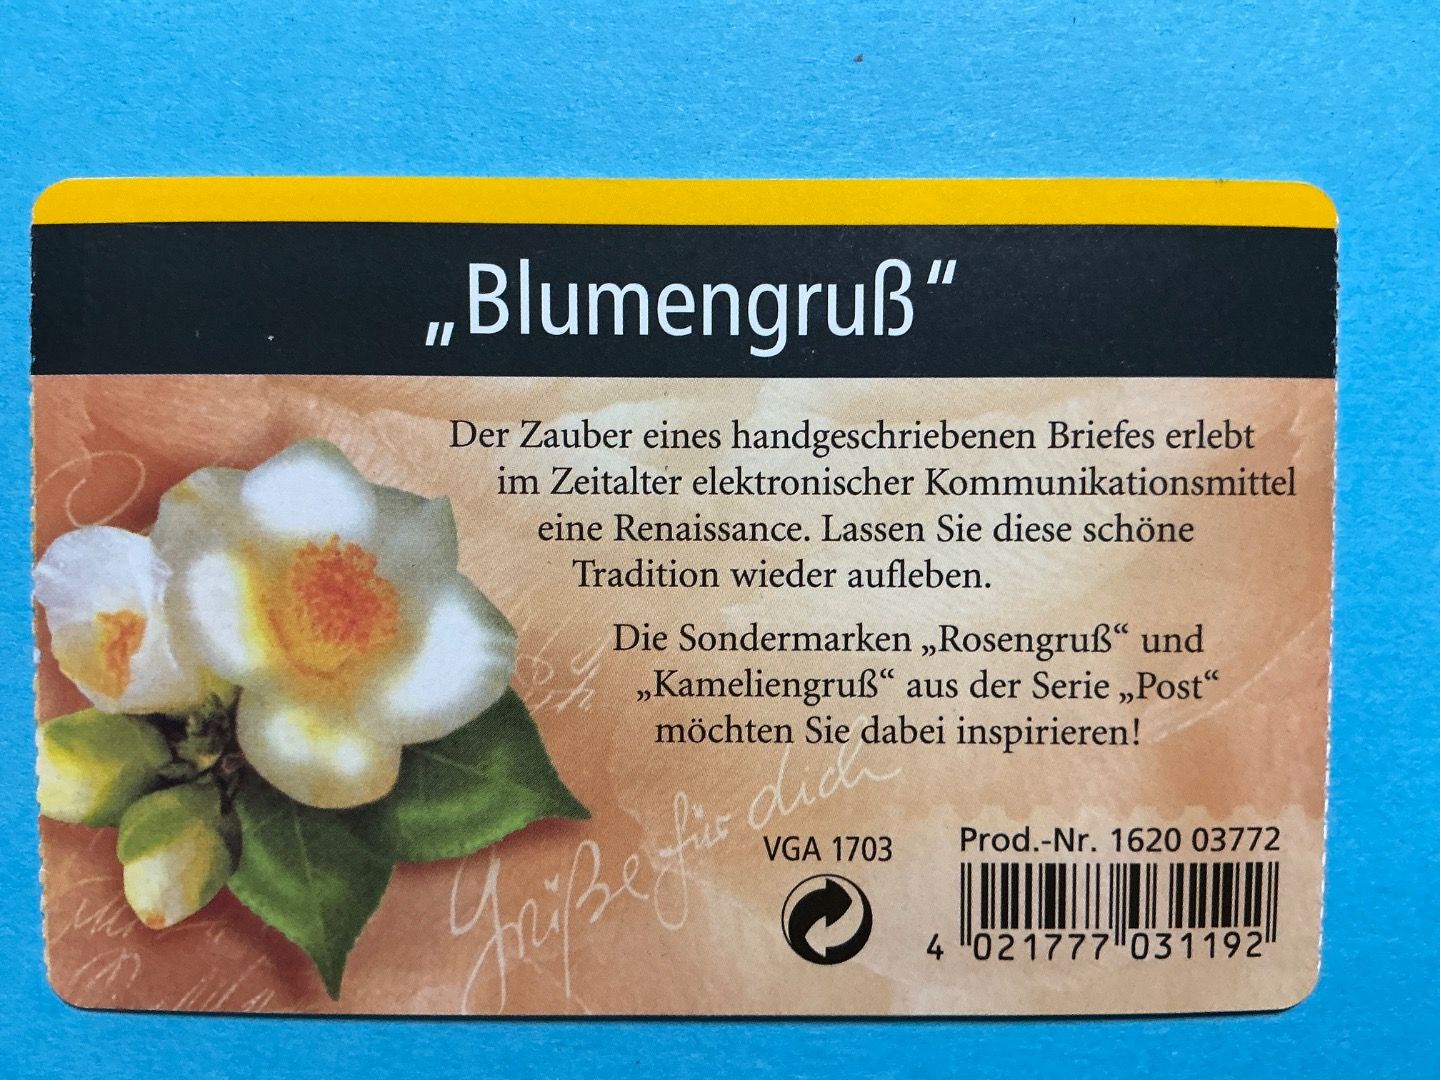 „Blumengruß“
Der Zauber eines handgeschriebenen Briefes erlebt
im Zeitalter elektronischer Kommunikationsmittel
eine Renaissance. Lassen Sie diese schöne
Tradition wieder aufleben.
Die Sondermarken „Rosengruß“ und
„Kameliengruß“ aus der Serie „Post“
möchten Sie dabei inspirieren!
Grüße für dich
VGA 1703
Prod.-Nr. 1620 03772
4 021777 031192